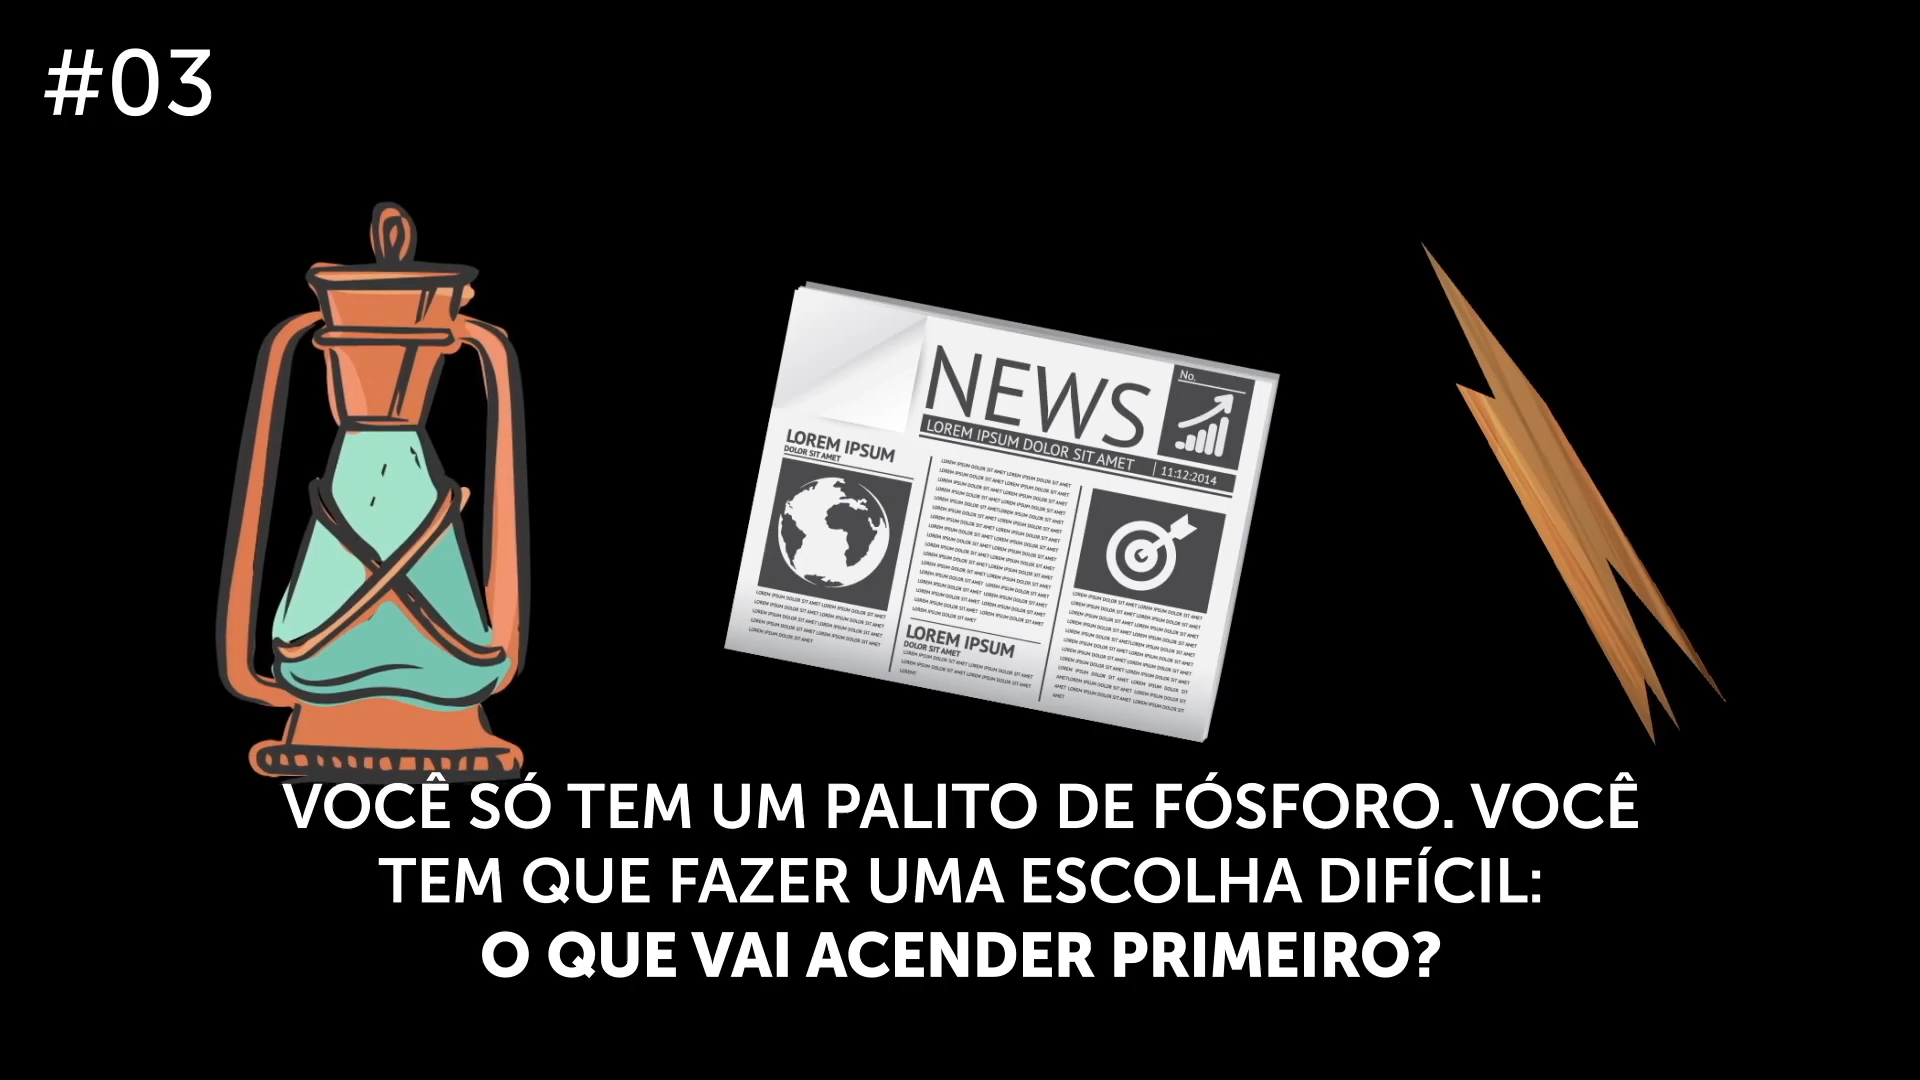 #03
NEWS
No.
LOREM IPSUM DOLOR SIT AMET
11:12:2014
LOREM IPSUM
DOLOR SIT AMET
LOREM IPSUM
DOLOR SIT AMET
VOCÊ SÓ TEM UM PALITO DE FÓSFORO. VOCÊ
TEM QUE FAZER UMA ESCOLHA DIFÍCIL:
O QUE VAI ACENDER PRIMEIRO?